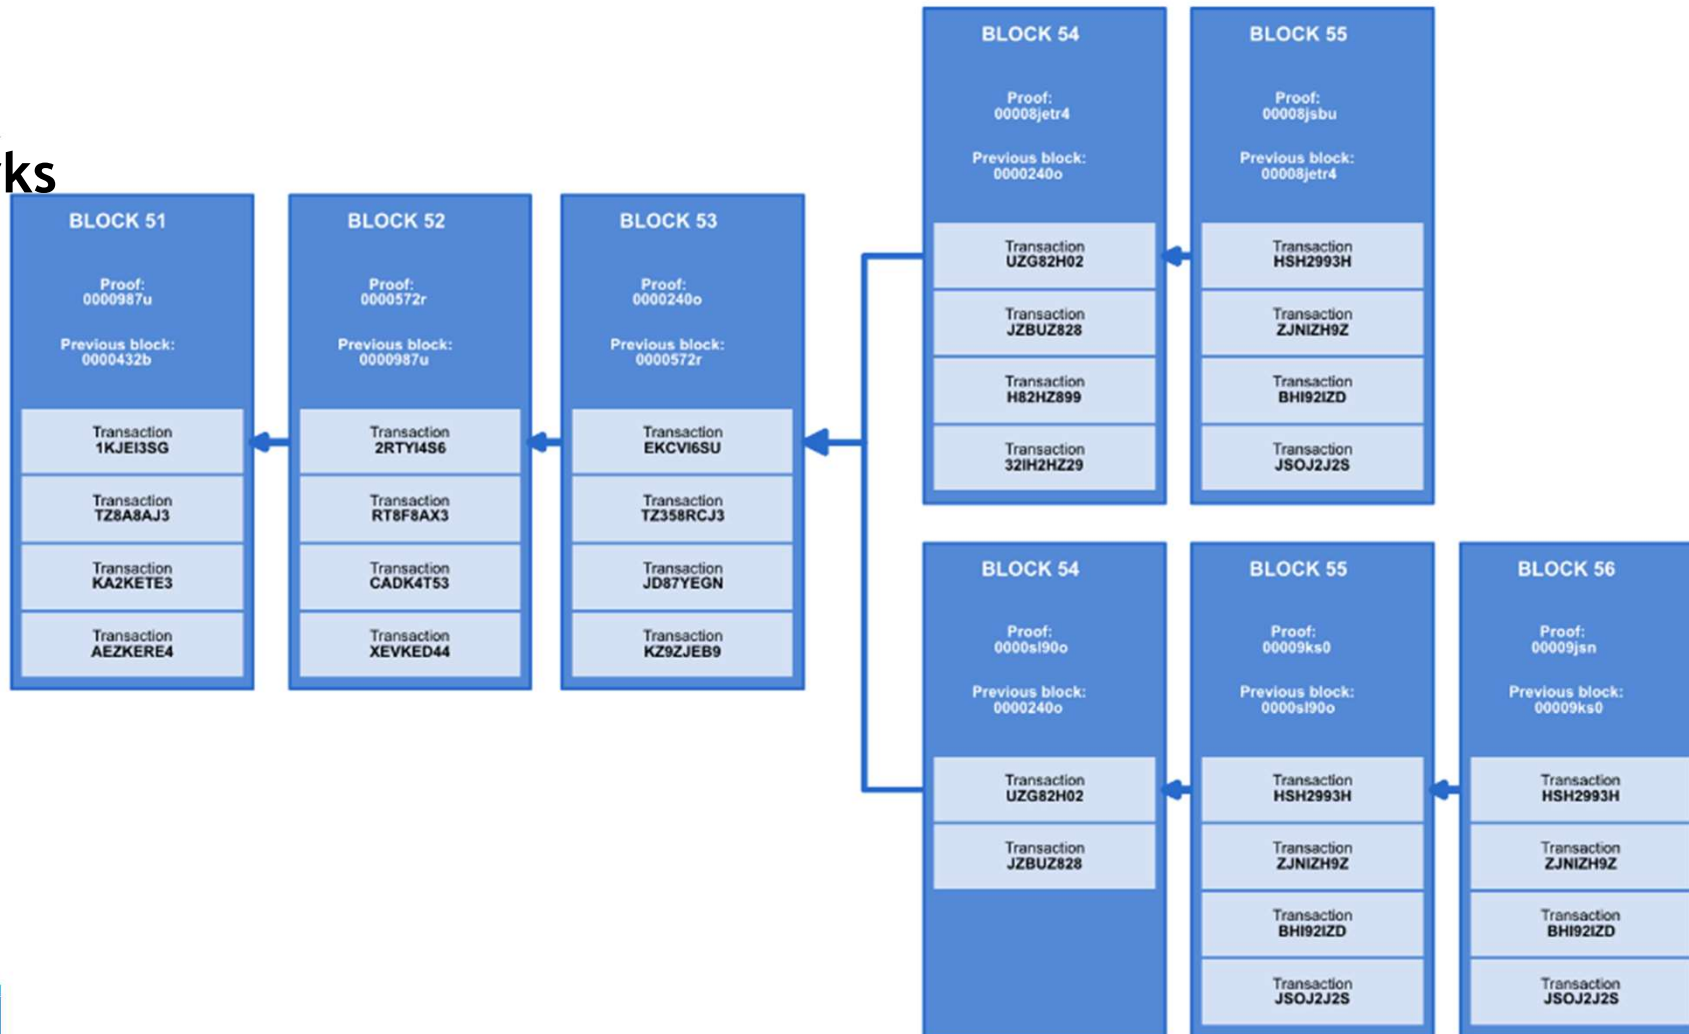 ks
BLOCK 51
Proof:
0000987u
Previous block:
0000432b
Transaction
1KJEI3SG
Transaction
TZ8A8AJ3
Transaction
KA2KETE3
Transaction
AEZKERE4
BLOCK 52
Proof:
0000572r
Previous block:
0000987u
Transaction
2RTYI4S6
Transaction
RT8F8AX3
Transaction
CADK4T53
Transaction
XEVKED44
BLOCK 53
Proof:
0000240o
Previous block:
0000572r
Transaction
EKCVI6SU
Transaction
TZ358RCJ3
Transaction
JD87YEGN
Transaction
KZ9ZJEB9
BLOCK 54
Proof:
00008jetr4
Previous block:
0000240o
Transaction
UZG82H02
Transaction
JZBUZ828
Transaction
H82HZ899
Transaction
32IH2HZ29
BLOCK 55
Proof:
00008jsbu
Previous block:
00008jetr4
Transaction
HSH2993H
Transaction
ZJNIZH9Z
Transaction
BHI92IZD
Transaction
JSOJ2J2S
BLOCK 54
Proof:
0000sl90o
Previous block:
0000240o
Transaction
UZG82H02
Transaction
JZBUZ828
BLOCK 55
Proof:
00009ks0
Previous block:
0000sl90o
Transaction
HSH2993H
Transaction
ZJNIZH9Z
Transaction
BHI92IZD
Transaction
JSOJ2J2S
BLOCK 56
Proof:
00009jsn
Previous block:
00009ks0
Transaction
HSH2993H
Transaction
ZJNIZH9Z
Transaction
BHI92IZD
Transaction
JSOJ2J2S